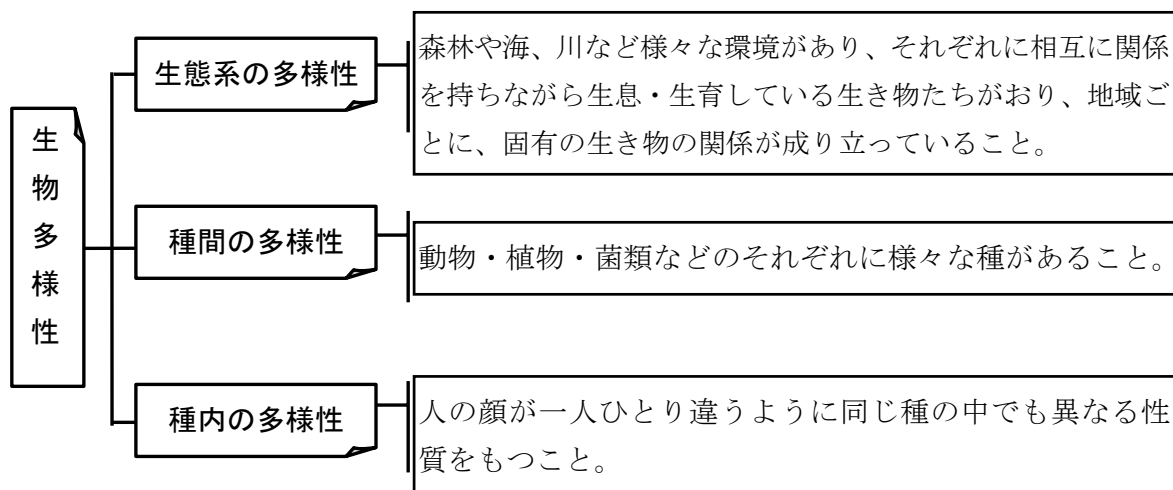 生物多様性
生態系の多様性
森林や海、川など様々な環境があり、それぞれに相互に関係
を持ちながら生息・生育している生き物たちがおり、地域ご
とに、固有の生き物の関係が成り立っていること。
種間の多様性
動物・植物・菌類などのそれぞれに様々な種があること。
種内の多様性
人の顔が一人ひとり違うように同じ種の中でも異なる性
質をもつこと。